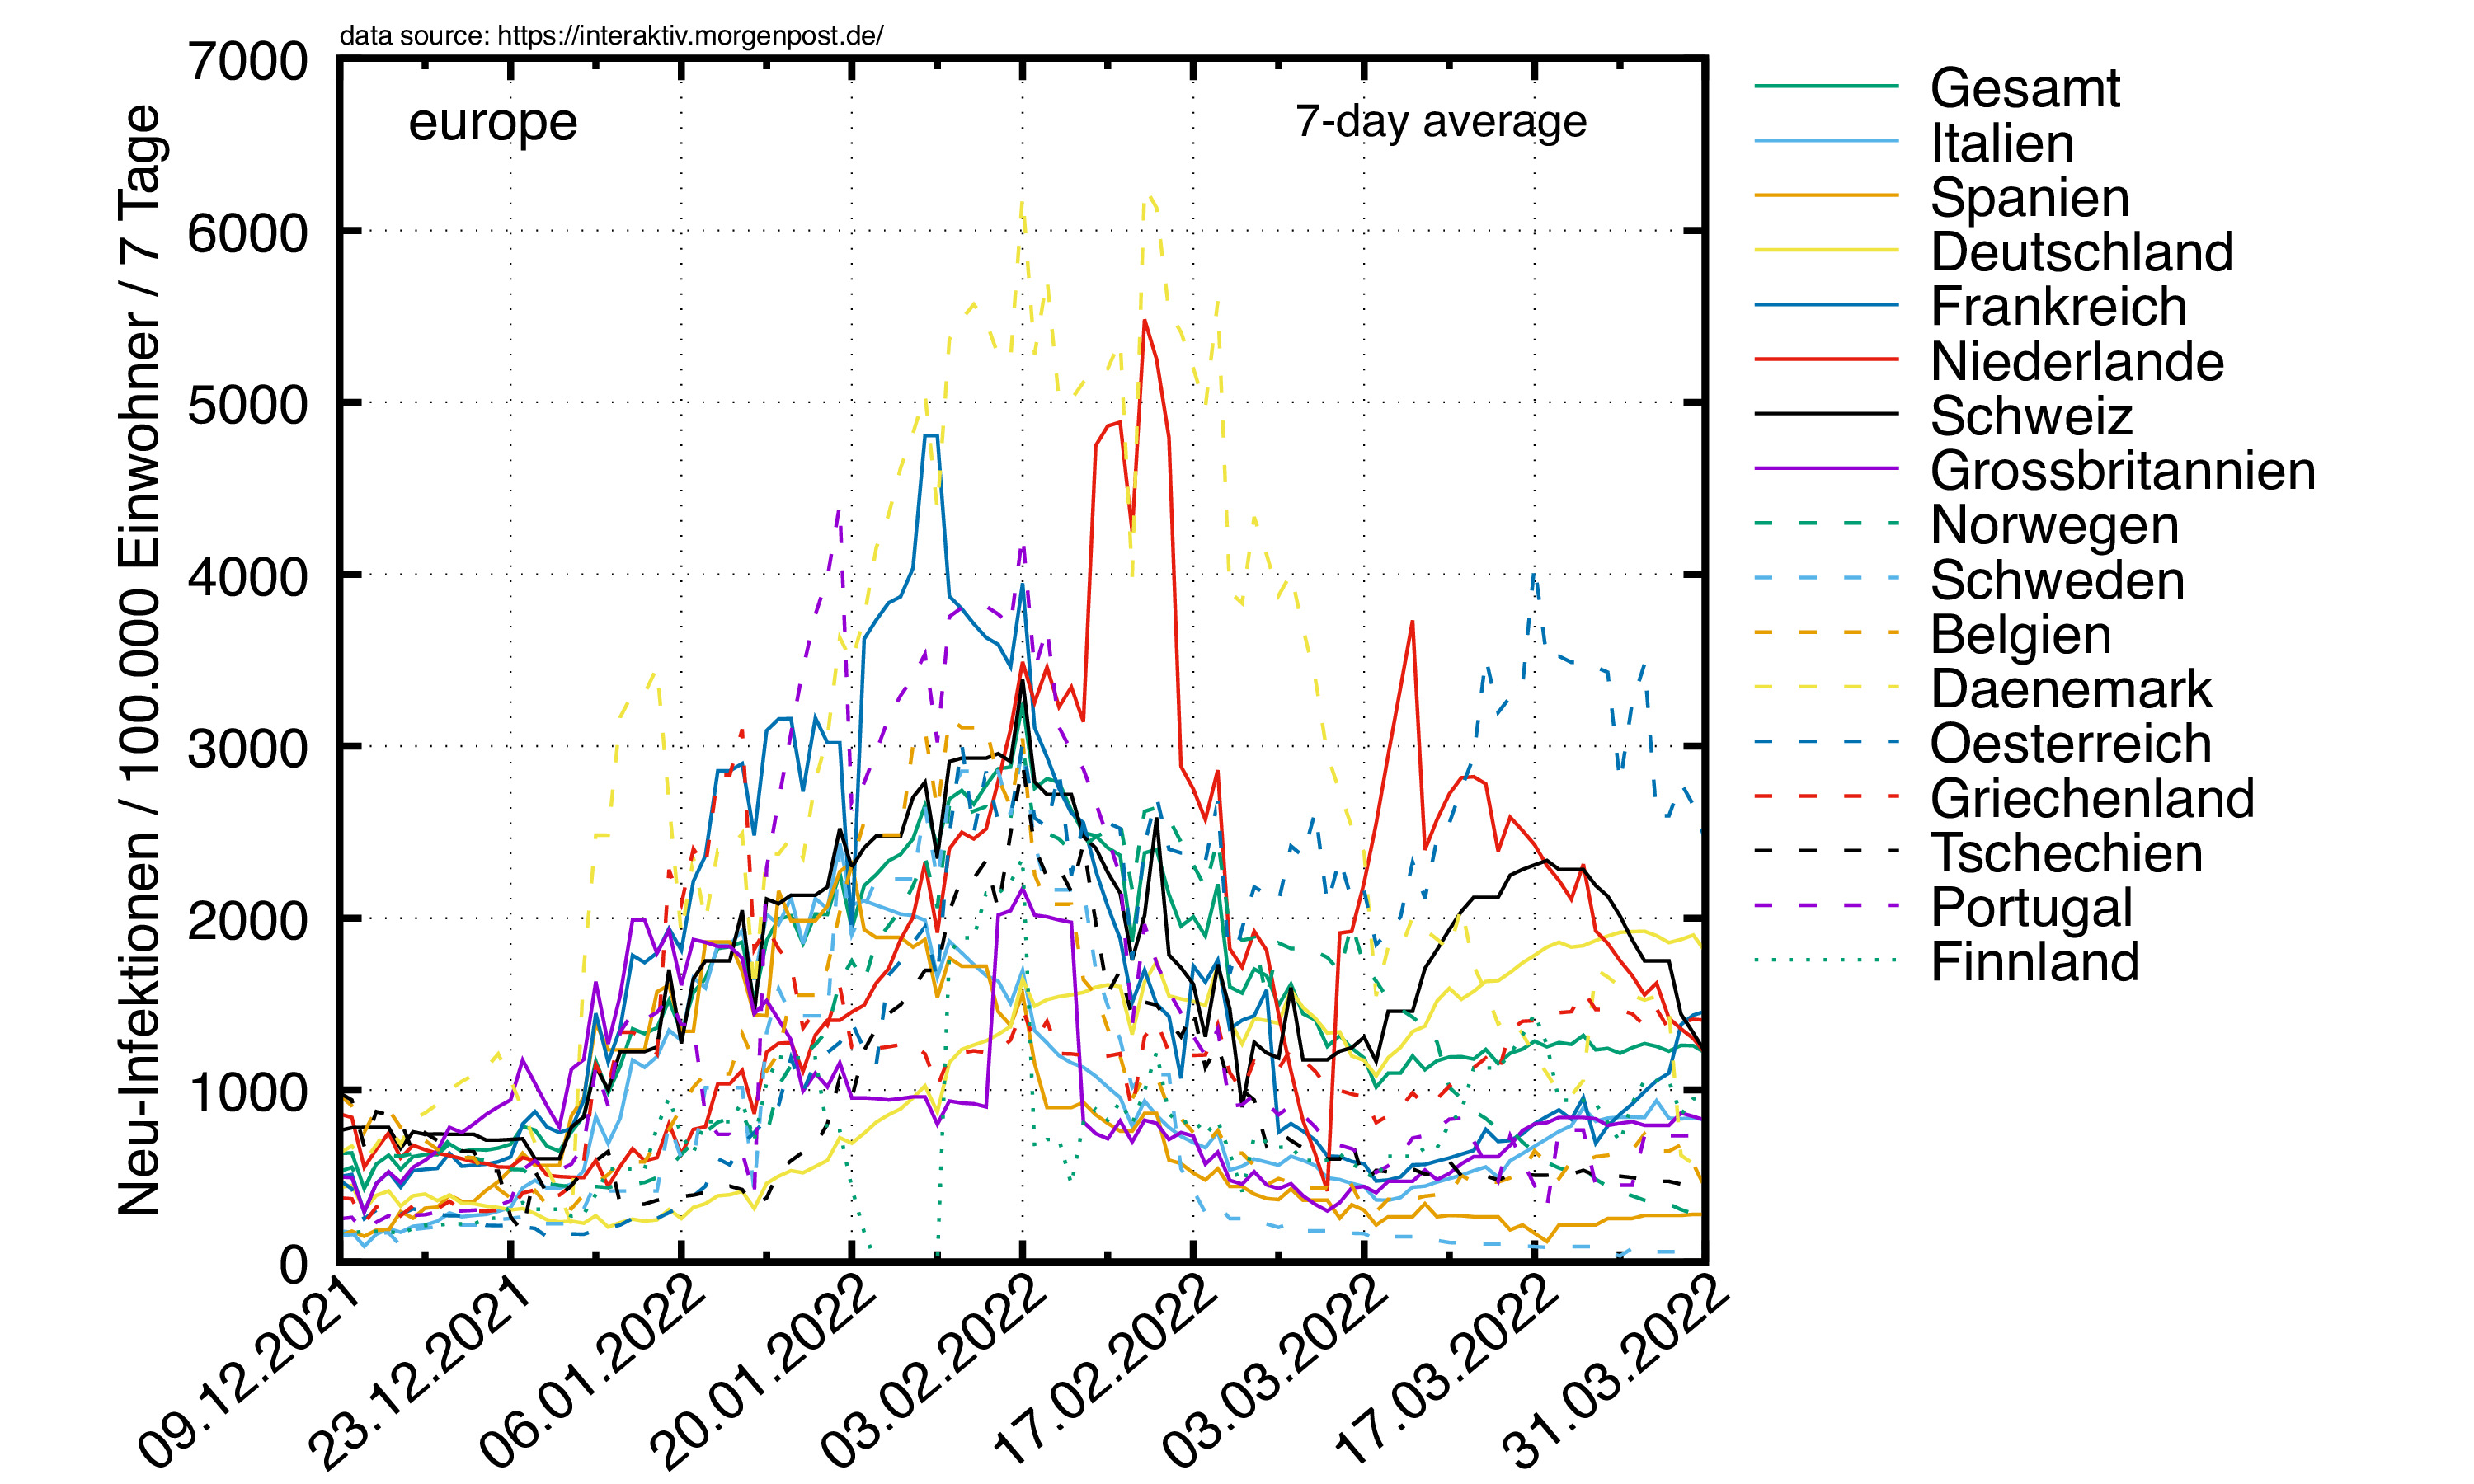 data source: https://interaktiv.morgenpost.de/
europe
7-day average
Neu-Infektionen / 100.000 Einwohner / 7 Tage
7000
6000
5000
4000
3000
2000
1000
0
09.12.2021
23.12.2021
06.01.2022
20.01.2022
03.02.2022
17.02.2022
03.03.2022
17.03.2022
31.03.2022
Gesamt
Italien
Spanien
Deutschland
Frankreich
Niederlande
Schweiz
Grossbritannien
Norwegen
Schweden
Belgien
Daenemark
Oesterreich
Griechenland
Tschechien
Portugal
Finnland